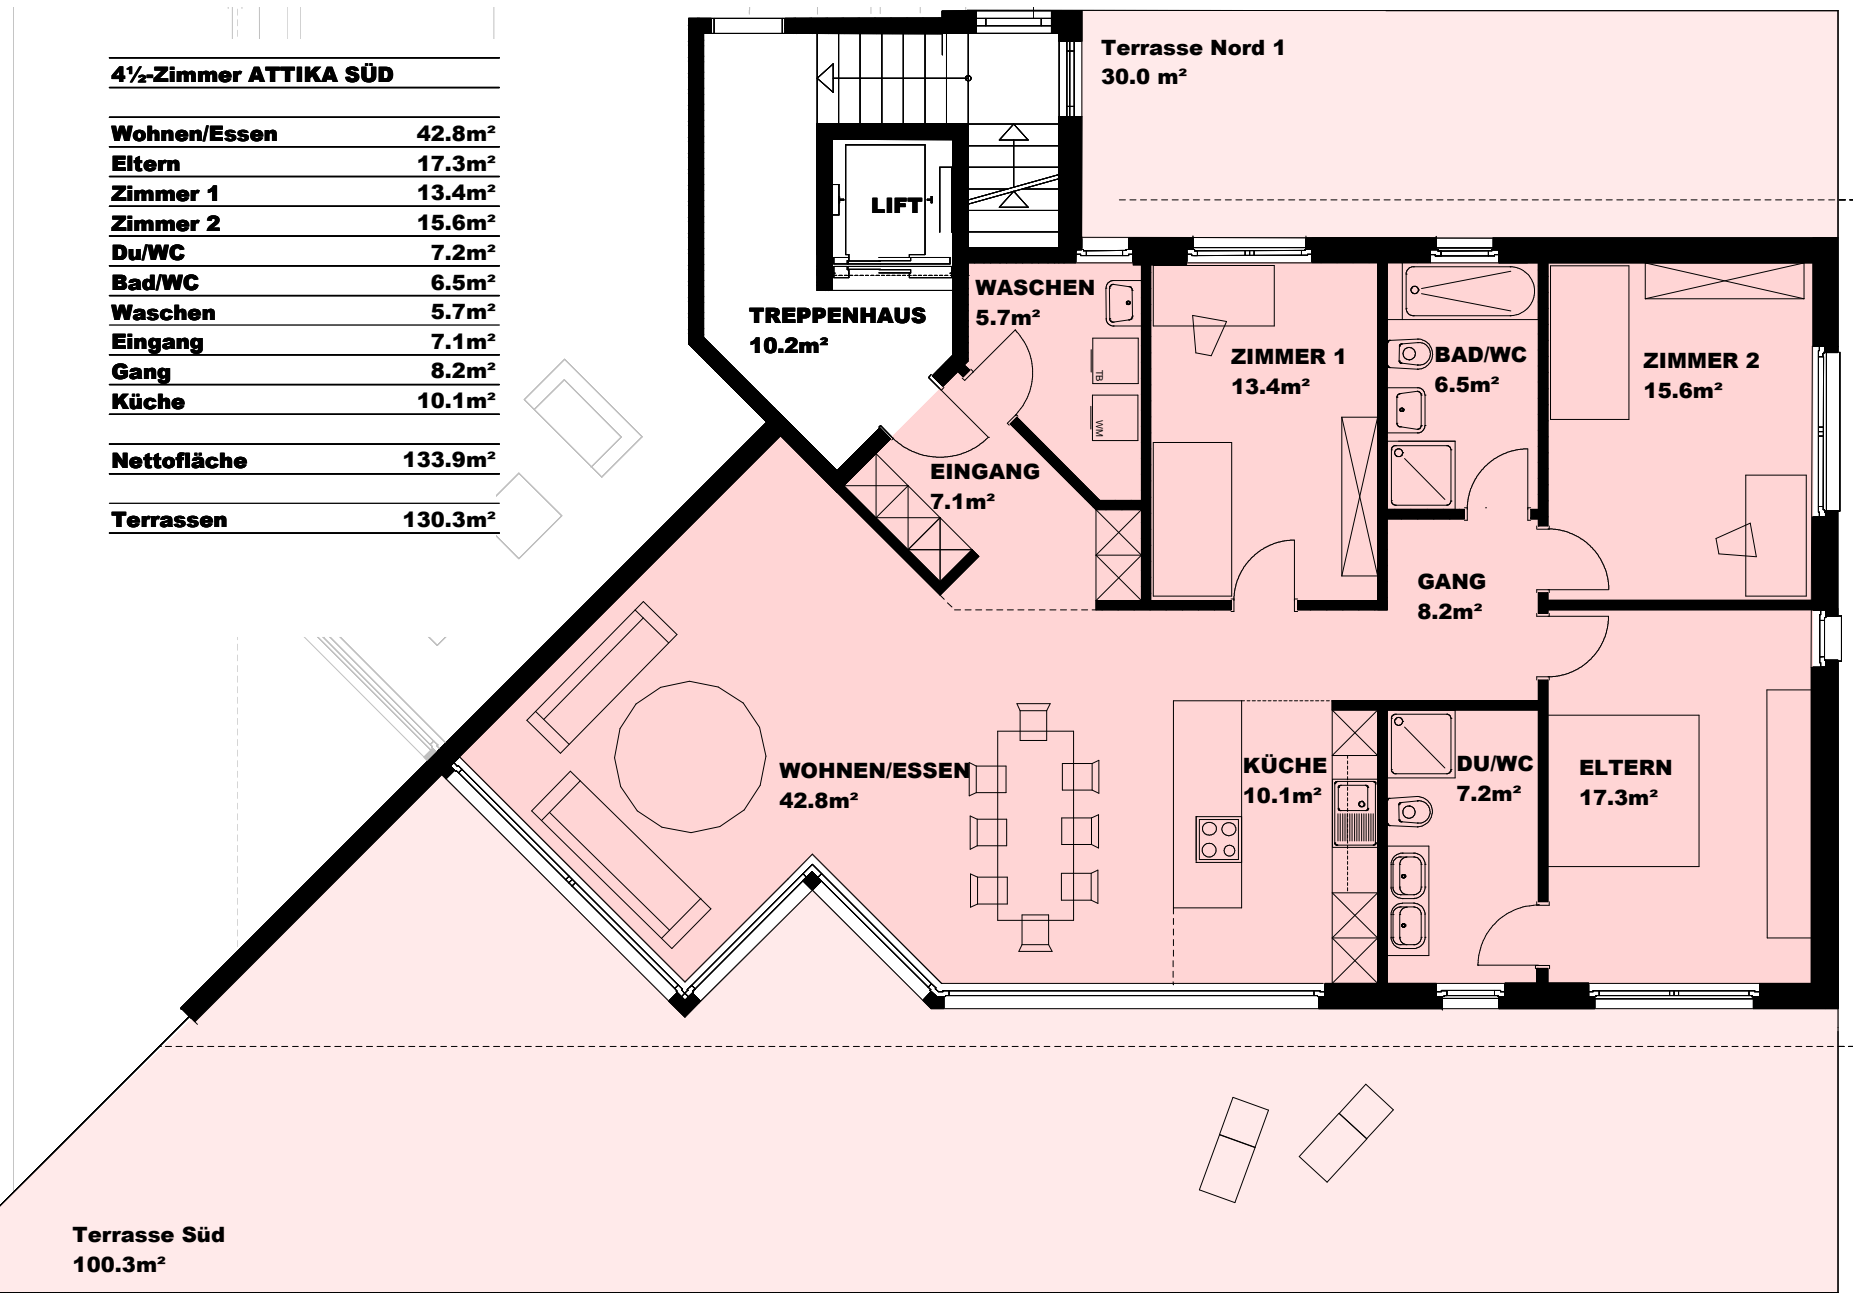 4½-Zimmer ATTIKA SÜD
Wohnen/Essen 42.8m²
Eltern 17.3m²
Zimmer 1 13.4m²
Zimmer 2 15.6m²
Du/WC 7.2m²
Bad/WC 6.5m²
Waschen 5.7m²
Eingang 7.1m²
Gang 8.2m²
Küche 10.1m²
Nettofläche 133.9m²
Terrassen 130.3m²
Terrasse Nord 1
30.0 m²
LIFT
TREPPENHAUS
10.2m²
WASCHEN
5.7m²
TB
WM
ZIMMER 1
13.4m²
BAD/WC
6.5m²
ZIMMER 2
15.6m²
EINGANG
7.1m²
GANG
8.2m²
WOHNEN/ESSEN
42.8m²
KÜCHE
10.1m²
DU/WC
7.2m²
ELTERN
17.3m²
Terrasse Süd
100.3m²